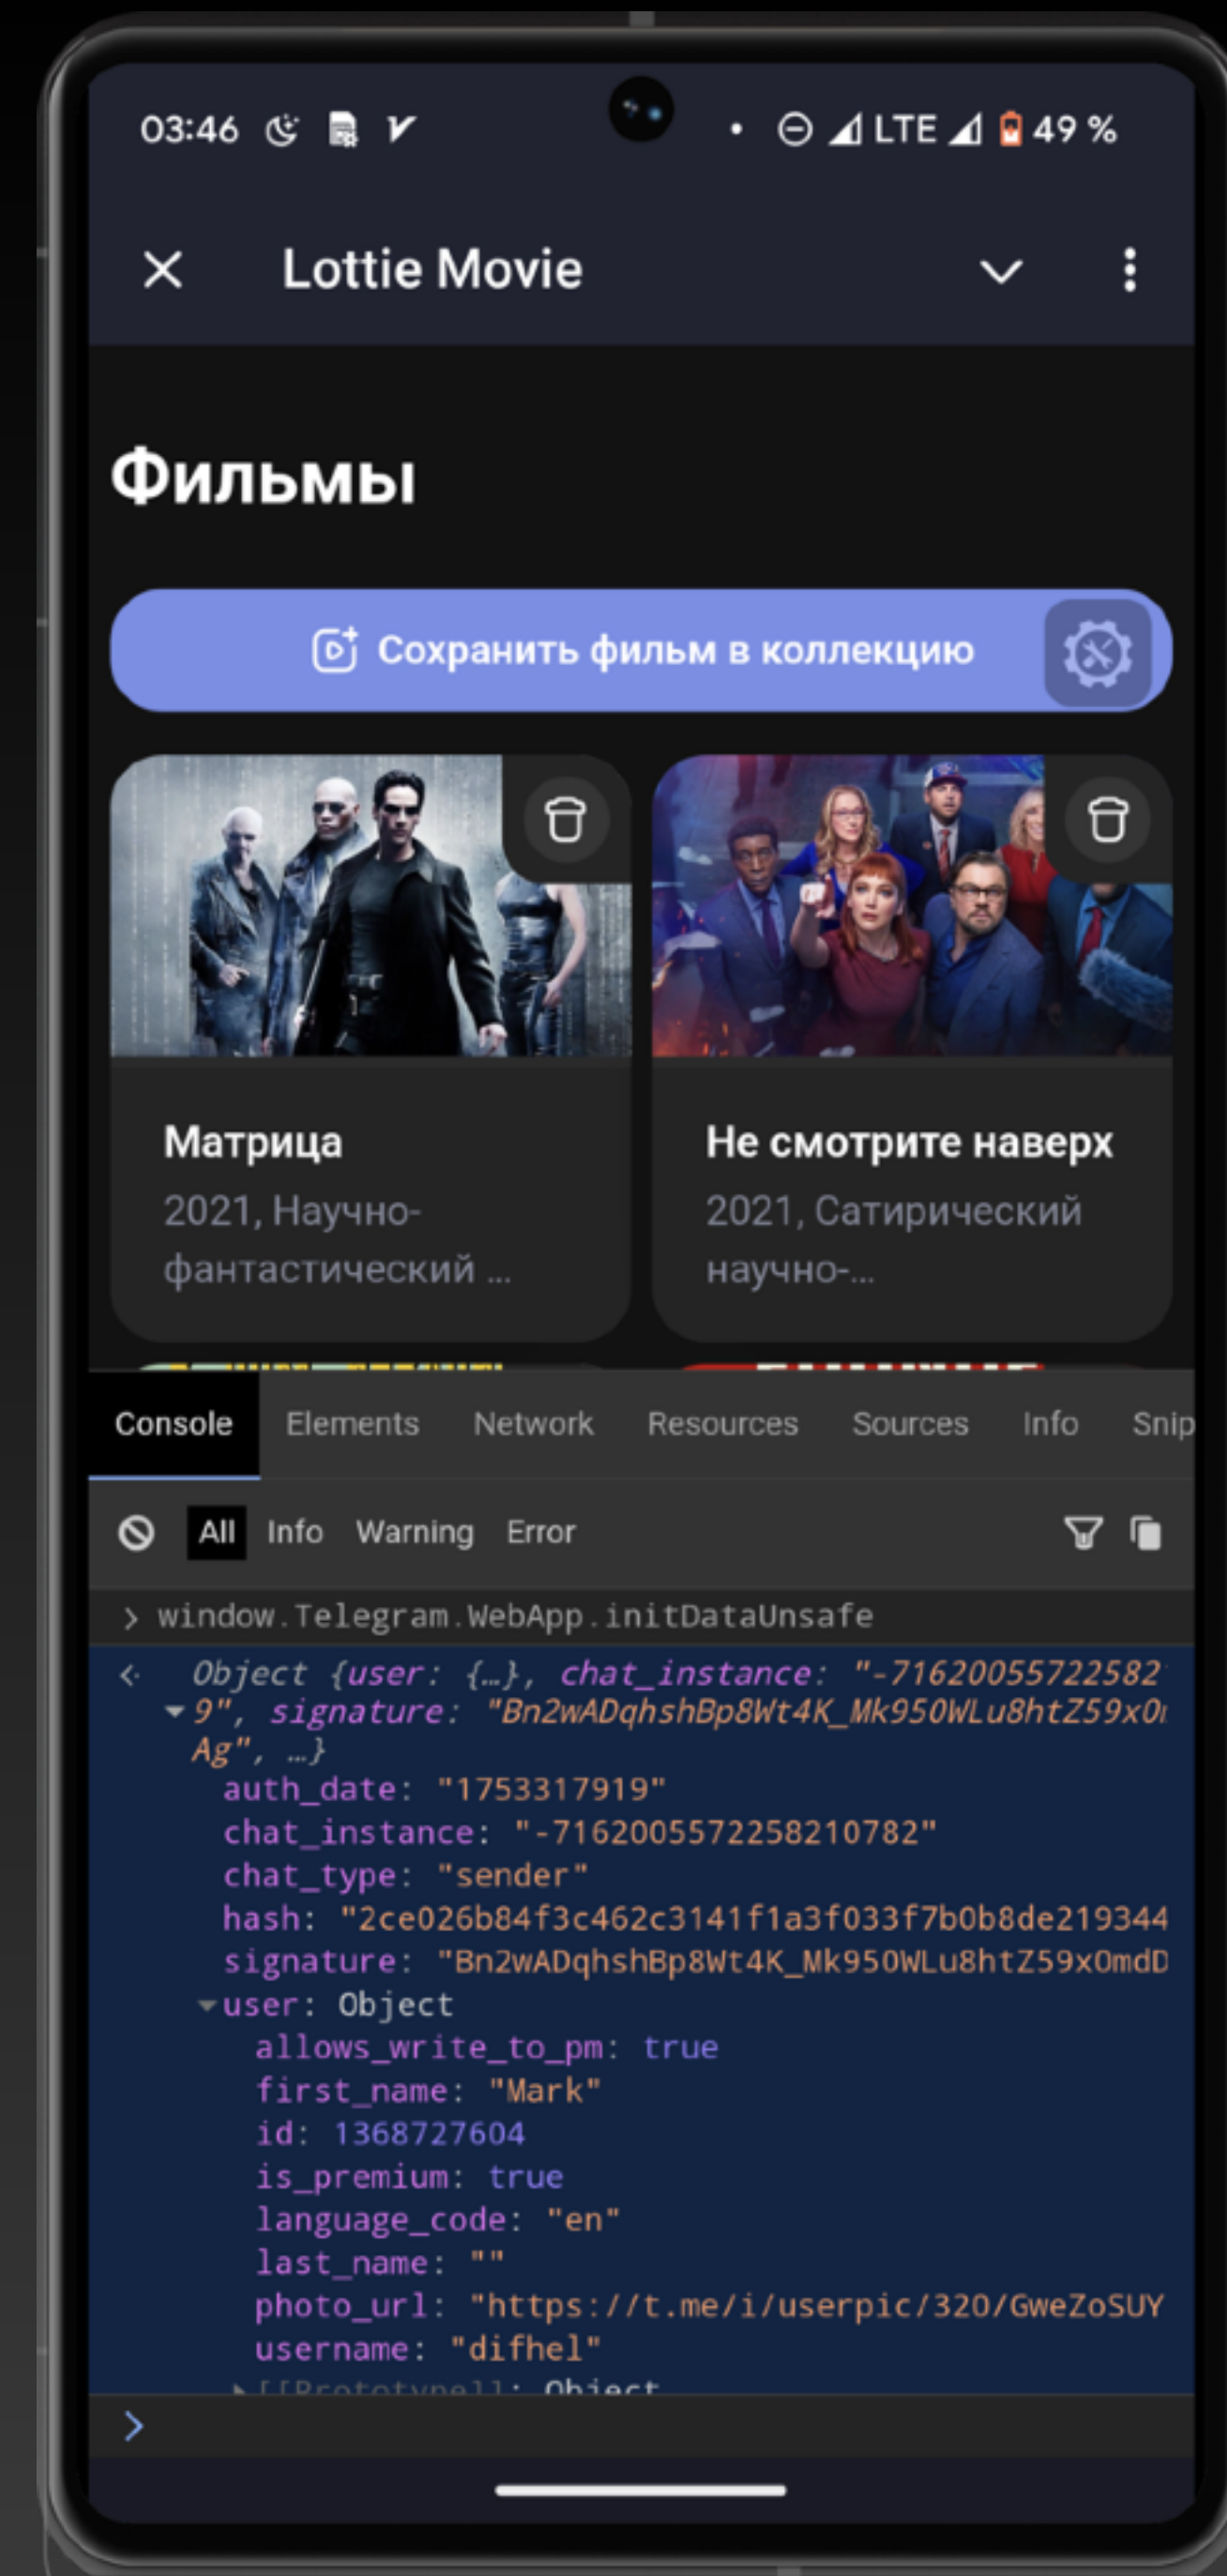 03:46 LTE 49 %
Lottie Movie
Фильмы
Сохранить фильм в коллекцию
Матрица
2021, Научно-
фантастический ...
Не смотрите наверх
2021, Сатирический
научно-...
Console Elements Network Resources Sources Info Snip
All Info Warning Error
> window.Telegram.WebApp.initDataUnsafe
Object {user: {…}, chat_instance: "-71620055722582
9", signature: "Bn2wADqhshBp8Wt4K_Mk950WLu8htZ59x0
Ag", …}
auth_date: "1753317919"
chat_instance: "-7162005572258210782"
chat_type: "sender"
hash: "2ce026b84f3c462c3141f1a3f033f7b0b8de219344
signature: "Bn2wADqhshBp8Wt4K_Mk950WLu8htZ59x0mdD
user: Object
allows_write_to_pm: true
first_name: "Mark"
id: 1368727604
is_premium: true
language_code: "en"
last_name: ""
photo_url: "https://t.me/i/userpic/320/GweZoSUY
username: "difhel"
[[Prototype]]: Object
>